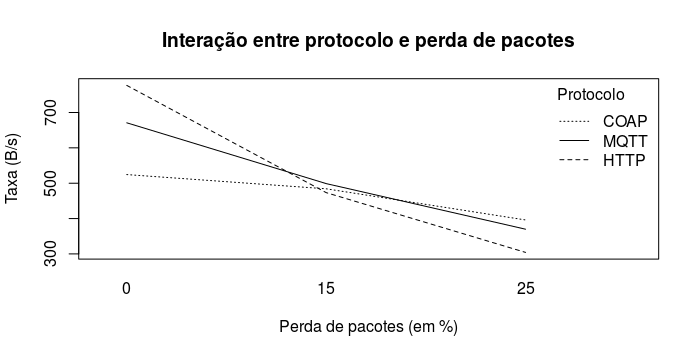 Interação entre protocolo e perda de pacotes
Taxa (B/s)
700
500
300
Protocolo
COAP
MQTT
HTTP
0 15 25
Perda de pacotes (em %)